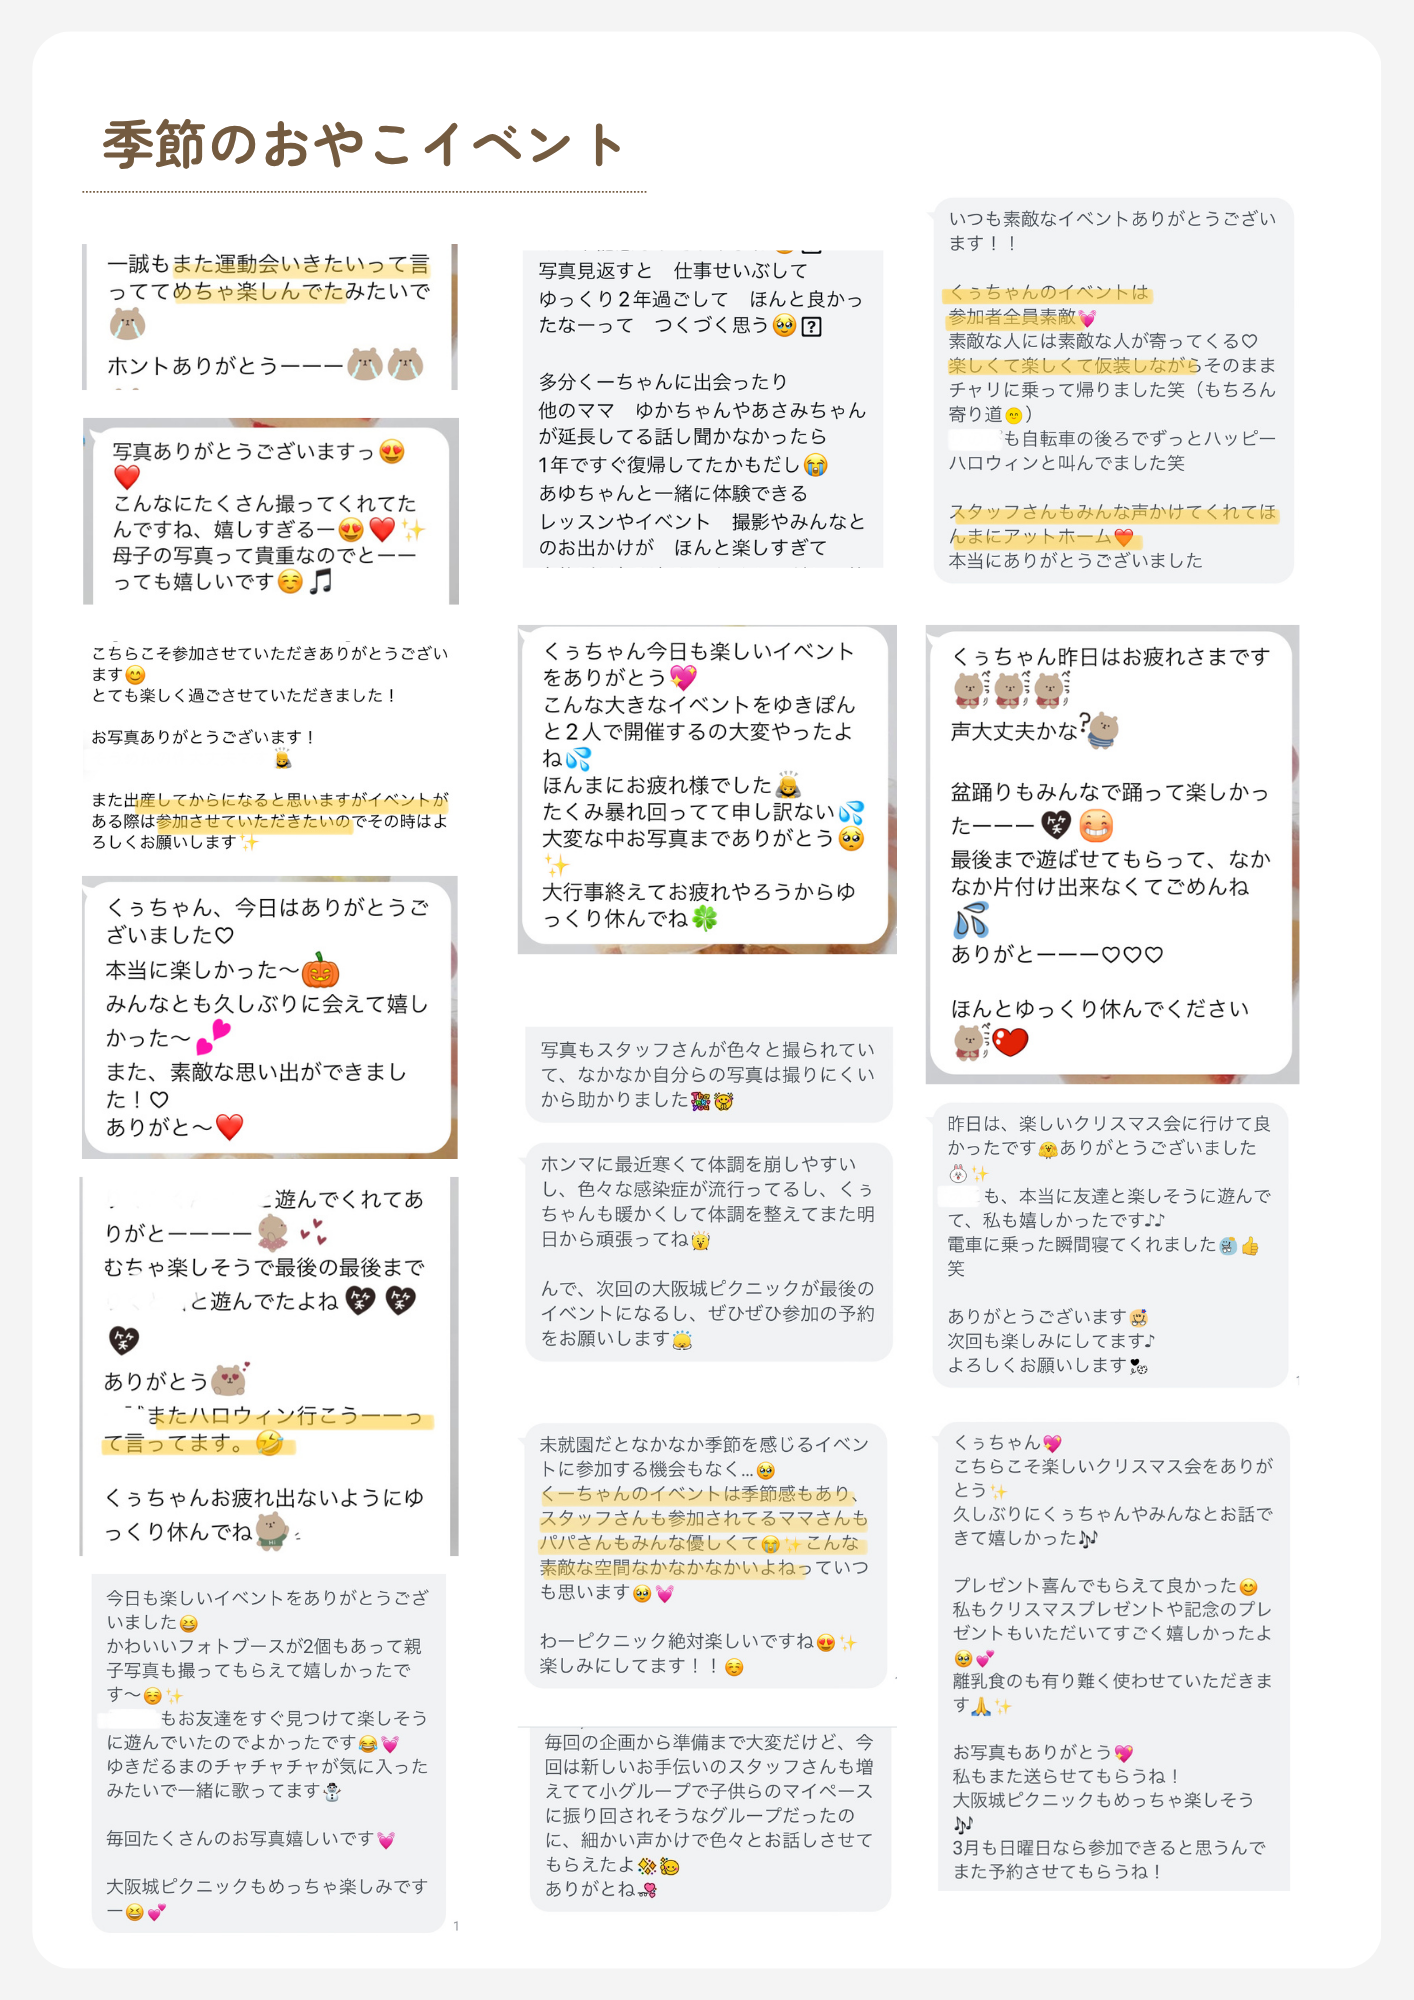 季節のおやこイベント
一誠もまた運動会いきたいって言
っててめちゃ楽しんでたみたいで
ホントありがとうーーー
写真ありがとうございますっ😍
❤️
こんなにたくさん撮ってくれてた
んですね、嬉しすぎるー😍❤️✨
母子の写真って貴重なのでとーー
っても嬉しいです☺️🎵
こちらこそ参加させていただきありがとうござい
ます😊
とても楽しく過ごさせていただきました！
お写真ありがとうございます！
🙇
また出産してからになると思いますがイベントが
ある際は参加させていただきたいのでその時はよ
ろしくお願いします✨
くぅちゃん、今日はありがとうご
ざいました♡
本当に楽しかった〜🎃
みんなとも久しぶりに会えて嬉し
かった〜💕
また、素敵な思い出ができまし
た！♡
ありがと〜❤️
と遊んでくれてあ
りがとーーーー
むちゃ楽しそうで最後の最後まで
と遊んでたよね
ありがとう
またハロウィン行こうーーっ
て言ってます。🤣
くぅちゃんお疲れ出ないようにゆ
っくり休んでね
今日も楽しいイベントをありがとうござ
いました😆
かわいいフォトブースが2個もあって親
子写真も撮ってもらえて嬉しかったで
す〜☺️✨
もお友達をすぐ見つけて楽しそう
に遊んでいたのでよかったです😂💓
ゆきだるまのチャチャチャが気に入った
みたいで一緒に歌ってます⛄
毎回たくさんのお写真嬉しいです💓
大阪城ピクニックもめっちゃ楽しみです
ー😆💕
1
写真見返すと　仕事せいぶして
ゆっくり2年過ごして　ほんと良かっ
たなーって　つくづく思う🥹⍰
多分くーちゃんに出会ったり
他のママ　ゆかちゃんやあさみちゃん
が延長してる話し聞かなかったら
1年ですぐ復帰してたかもだし😭
あゆちゃんと一緒に体験できる
レッスンやイベント　撮影やみんなと
のお出かけが　ほんと楽しすぎて
くぅちゃん今日も楽しいイベント
をありがとう💖
こんな大きなイベントをゆきぽん
と2人で開催するの大変やったよ
ね💦
ほんまにお疲れ様でした🙇
たくみ暴れ回ってて申し訳ない💦
大変な中お写真までありがとう🥺
✨
大行事終えてお疲れやろうからゆ
っくり休んでね🍀
写真もスタッフさんが色々と撮られてい
て、なかなか自分らの写真は撮りにくい
から助かりました
ホンマに最近寒くて体調を崩しやすい
し、色々な感染症が流行ってるし、くぅ
ちゃんも暖かくして体調を整えてまた明
日から頑張ってね
んで、次回の大阪城ピクニックが最後の
イベントになるし、ぜひぜひ参加の予約
をお願いします
未就園だとなかなか季節を感じるイベン
トに参加する機会もなく...🥹
くーちゃんのイベントは季節感もあり、
スタッフさんも参加されてるママさんも
パパさんもみんな優しくて😭✨こんな
素敵な空間なかなかなかいよねっていつ
も思います🥹💓
わーピクニック絶対楽しいですね😍✨
楽しみにしてます！！☺️
毎回の企画から準備まで大変だけど、今
回は新しいお手伝いのスタッフさんも増
えてて小グループで子供らのマイペース
に振り回されそうなグループだったの
に、細かい声かけで色々とお話しさせて
もらえたよ
ありがとね
いつも素敵なイベントありがとうござい
ます！！
くぅちゃんのイベントは
参加者全員素敵💓
素敵な人には素敵な人が寄ってくる♡
楽しくて楽しくて仮装しながらそのまま
チャリに乗って帰りました笑（もちろん
寄り道🌝）
も自転車の後ろでずっとハッピー
ハロウィンと叫んでました笑
スタッフさんもみんな声かけてくれてほ
んまにアットホーム❤️
本当にありがとうございました
くぅちゃん昨日はお疲れさまです
ぺこっ ぺこっ ぺこっ
声大丈夫かな?
盆踊りもみんなで踊って楽しかっ
たーーー
最後まで遊ばせてもらって、なか
なか片付け出来なくてごめんね
💦
ありがとーーー♡♡♡
ほんとゆっくり休んでください
ぺこっ❤️
昨日は、楽しいクリスマス会に行けて良
かったです🤗ありがとうございました
✨
も、本当に友達と楽しそうに遊んで
て、私も嬉しかったです♪♪
電車に乗った瞬間寝てくれました👍
笑
ありがとうございます
次回も楽しみにしてます♪
よろしくお願いします
くぅちゃん💖
こちらこそ楽しいクリスマス会をありが
とう✨
久しぶりにくぅちゃんやみんなとお話で
きて嬉しかった🎶
プレゼント喜んでもらえて良かった😊
私もクリスマスプレゼントや記念のプレ
ゼントもいただいてすごく嬉しかったよ
🥹💕
離乳食のも有り難く使わせていただきま
す🙏✨
お写真もありがとう💖
私もまた送らせてもらうね！
大阪城ピクニックもめっちゃ楽しそう
🎶
3月も日曜日なら参加できると思うんで
また予約させてもらうね！